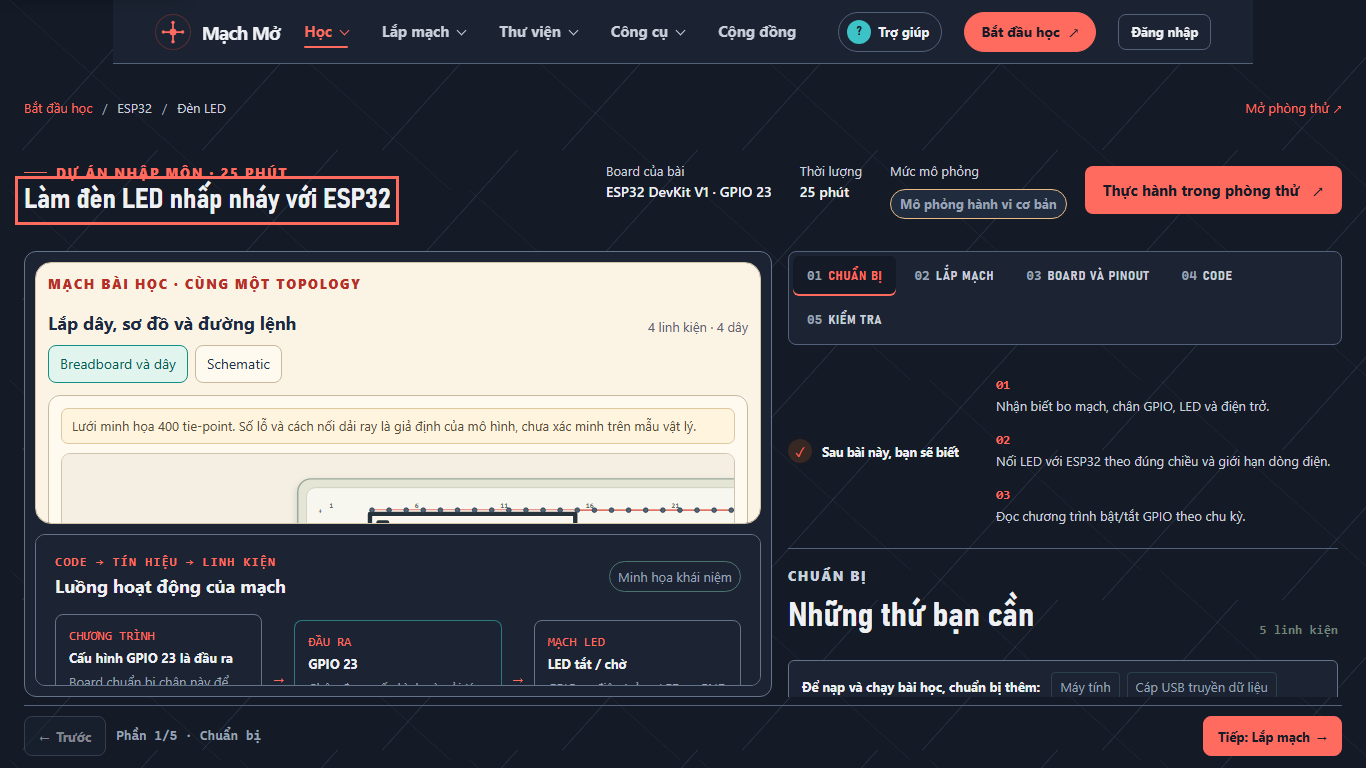 Mạch Mở
Học
Lắp mạch
Thư viện
Công cụ
Cộng đồng
? Trợ giúp
Bắt đầu học ↗
Đăng nhập
Bắt đầu học / ESP32 / Đèn LED
Mở phòng thử ↗
DỰ ÁN NHẬP MÔN · 25 PHÚT
Làm đèn LED nhấp nháy với ESP32
Board của bài
ESP32 DevKit V1 · GPIO 23
Thời lượng
25 phút
Mức mô phỏng
Mô phỏng hành vi cơ bản
Thực hành trong phòng thử ↗
MẠCH BÀI HỌC · CÙNG MỘT TOPOLOGY
Lắp dây, sơ đồ và đường lệnh
4 linh kiện · 4 dây
Breadboard và dây
Schematic
Lưới minh họa 400 tie-point. Số lỗ và cách nối dải ray là giả định của mô hình, chưa xác minh trên mẫu vật lý.
+ 1 6 11 16 21
CODE → TÍN HIỆU → LINH KIỆN
Luồng hoạt động của mạch
Minh họa khái niệm
CHƯƠNG TRÌNH
Cấu hình GPIO 23 là đầu ra
Board chuẩn bị chân này để
→
ĐẦU RA
GPIO 23
→
MẠCH LED
LED tắt / chờ
01 CHUẨN BỊ
02 LẮP MẠCH
03 BOARD VÀ PINOUT
04 CODE
05 KIỂM TRA
✓ Sau bài này, bạn sẽ biết
01
Nhận biết bo mạch, chân GPIO, LED và điện trở.
02
Nối LED với ESP32 theo đúng chiều và giới hạn dòng điện.
03
Đọc chương trình bật/tắt GPIO theo chu kỳ.
CHUẨN BỊ
Những thứ bạn cần
5 linh kiện
Để nạp và chạy bài học, chuẩn bị thêm:
Máy tính
Cáp USB truyền dữ liệu
← Trước
Phần 1/5 · Chuẩn bị
Tiếp: Lắp mạch →